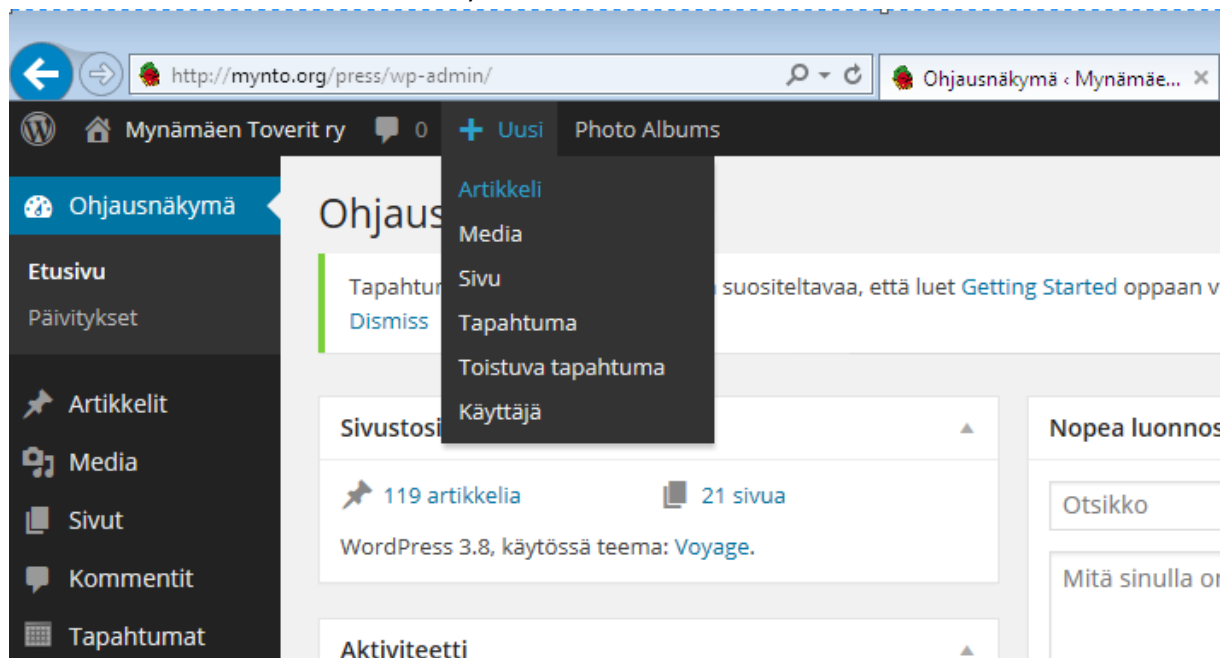 http://mynto.org/press/wp-admin/
Ohjausnäkymä ‹ Mynämäe...
Mynämäen Toverit ry 0 Uusi Photo Albums
Artikkeli
Media
Sivu
Tapahtuma
Toistuva tapahtuma
Käyttäjä
Ohjausnäkymä
Etusivu
Päivitykset
Artikkelit
Media
Sivut
Kommentit
Tapahtumat
Ohjaus
Tapahtu suositeltavaa, että luet Getting Started oppaan v
Dismiss
Sivustosi
119 artikkelia 21 sivua
WordPress 3.8, käytössä teema: Voyage.
Aktiviteetti
Nopea luonnos
Otsikko
Mitä sinulla o